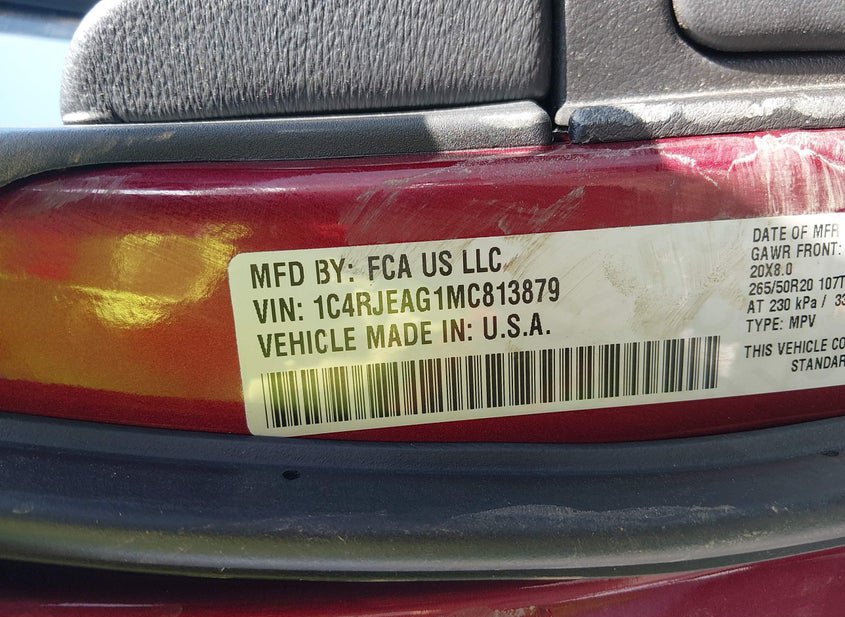 MFD BY: FCA US LLC
VIN: 1C4RJEAG1MC813879
VEHICLE MADE IN: U.S.A.
DATE OF MFR
GAWR FRONT:
20X8.0
265/50R20 107T
AT 230 kPa / 33
TYPE: MPV
THIS VEHICLE CO
STANDAR